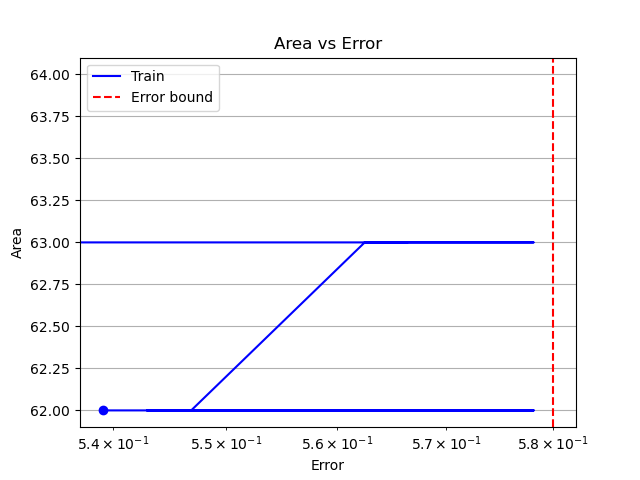 Area vs Error
Train
Error bound
64.00
63.75
63.50
63.25
63.00
62.75
62.50
62.25
62.00
Area
5.4 × 10⁻¹ 5.5 × 10⁻¹ 5.6 × 10⁻¹ 5.7 × 10⁻¹ 5.8 × 10⁻¹
Error